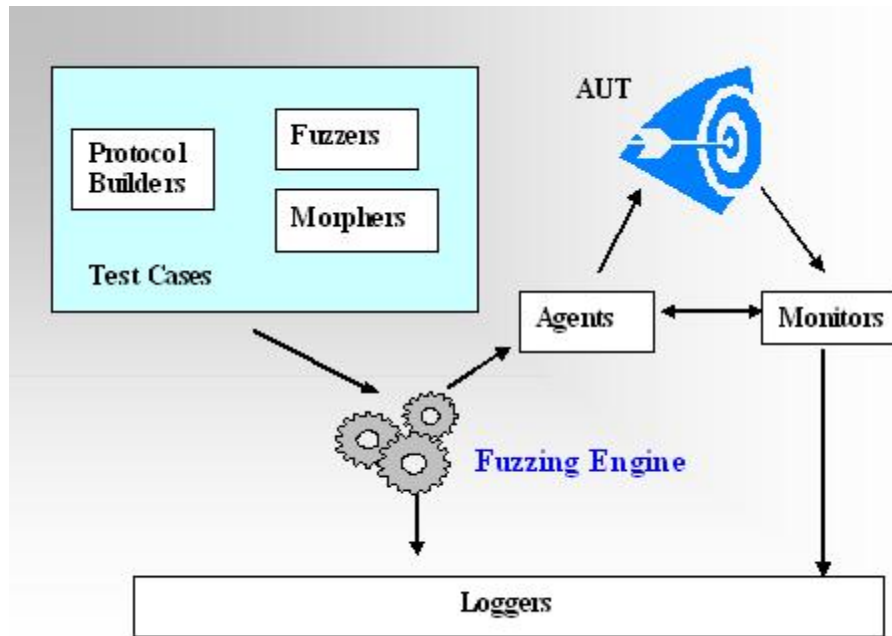 AUT
Fuzzers
Protocol
Builders
Morphers
Test Cases
Agents
Monitors
Fuzzing Engine
Loggers